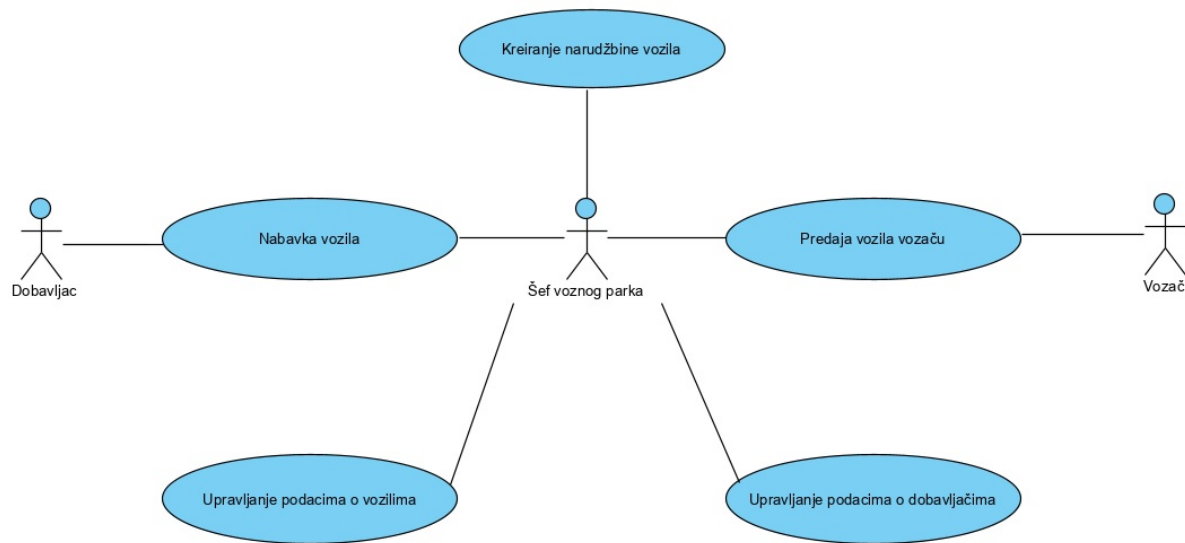 Kreiranje narudžbine vozila
Nabavka vozila
Predaja vozila vozaču
Dobavljac
Šef voznog parka
Vozač
Upravljanje podacima o vozilima
Upravljanje podacima o dobavljačima